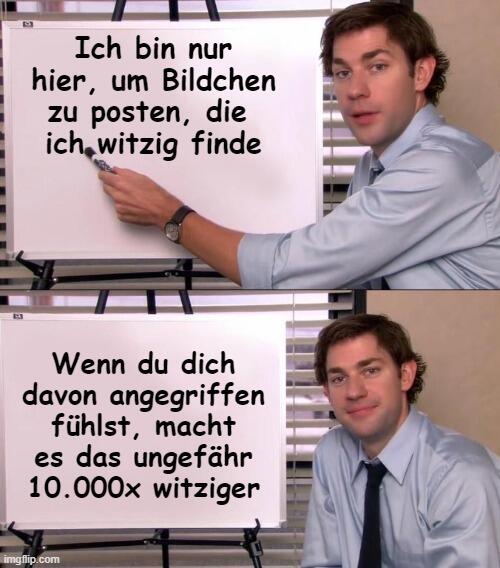 Ich bin nur
hier, um Bildchen
zu posten, die
ich witzig finde
Wenn du dich
davon angegriffen
fühlst, macht
es das ungefähr
10.000x witziger
imgflip.com